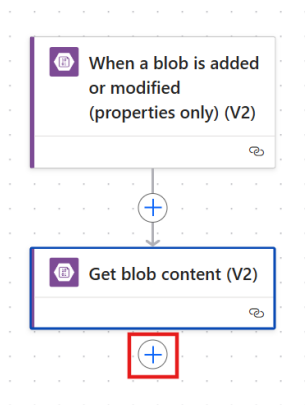 When a blob is added
or modified
(properties only) (V2)
Get blob content (V2)